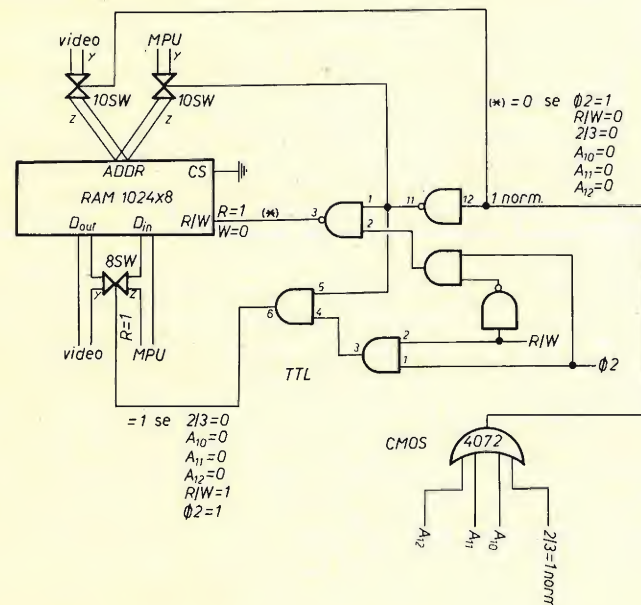 video
y
MPU
y
10SW
10SW
z
z
(*) = 0 se ϕ2=1
R/W=0
2/3=0
A10=0
A11=0
A12=0
ADDR
CS
RAM 1024x8
R/W
R=1
W=0
(*)
Dout
Din
3
1
2
11
12
1 norm.
8SW
y
z
R=1
video
MPU
6
5
4
3
2
1
R/W
ϕ2
TTL
=1 se 2/3=0
A10=0
A11=0
A12=0
R/W=1
ϕ2=1
CMOS
4072
A12
A11
A10
2/3=1 norm